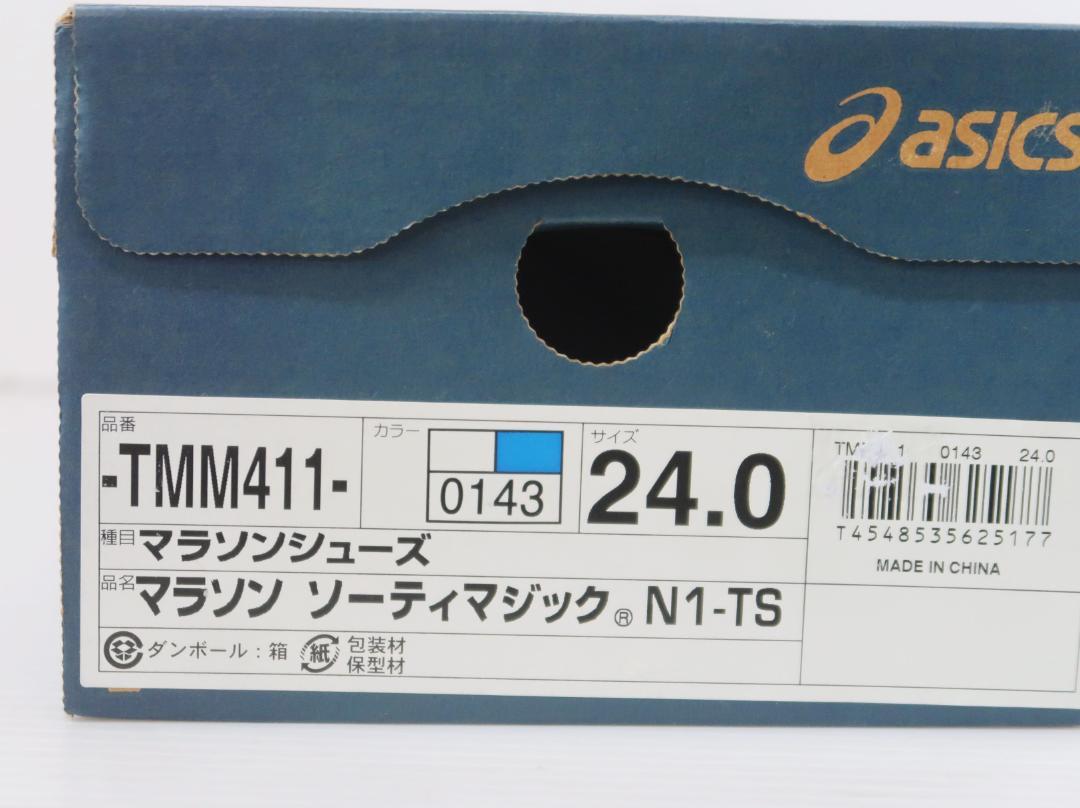 asics
品番
-TMM411-
カラー
0143
サイズ
24.0
種目 マラソンシューズ
品名 マラソン ソーティマジック® N1-TS
ダンボール：箱
紙
包装材
保型材
0143 24.0
T4548535625177
MADE IN CHINA